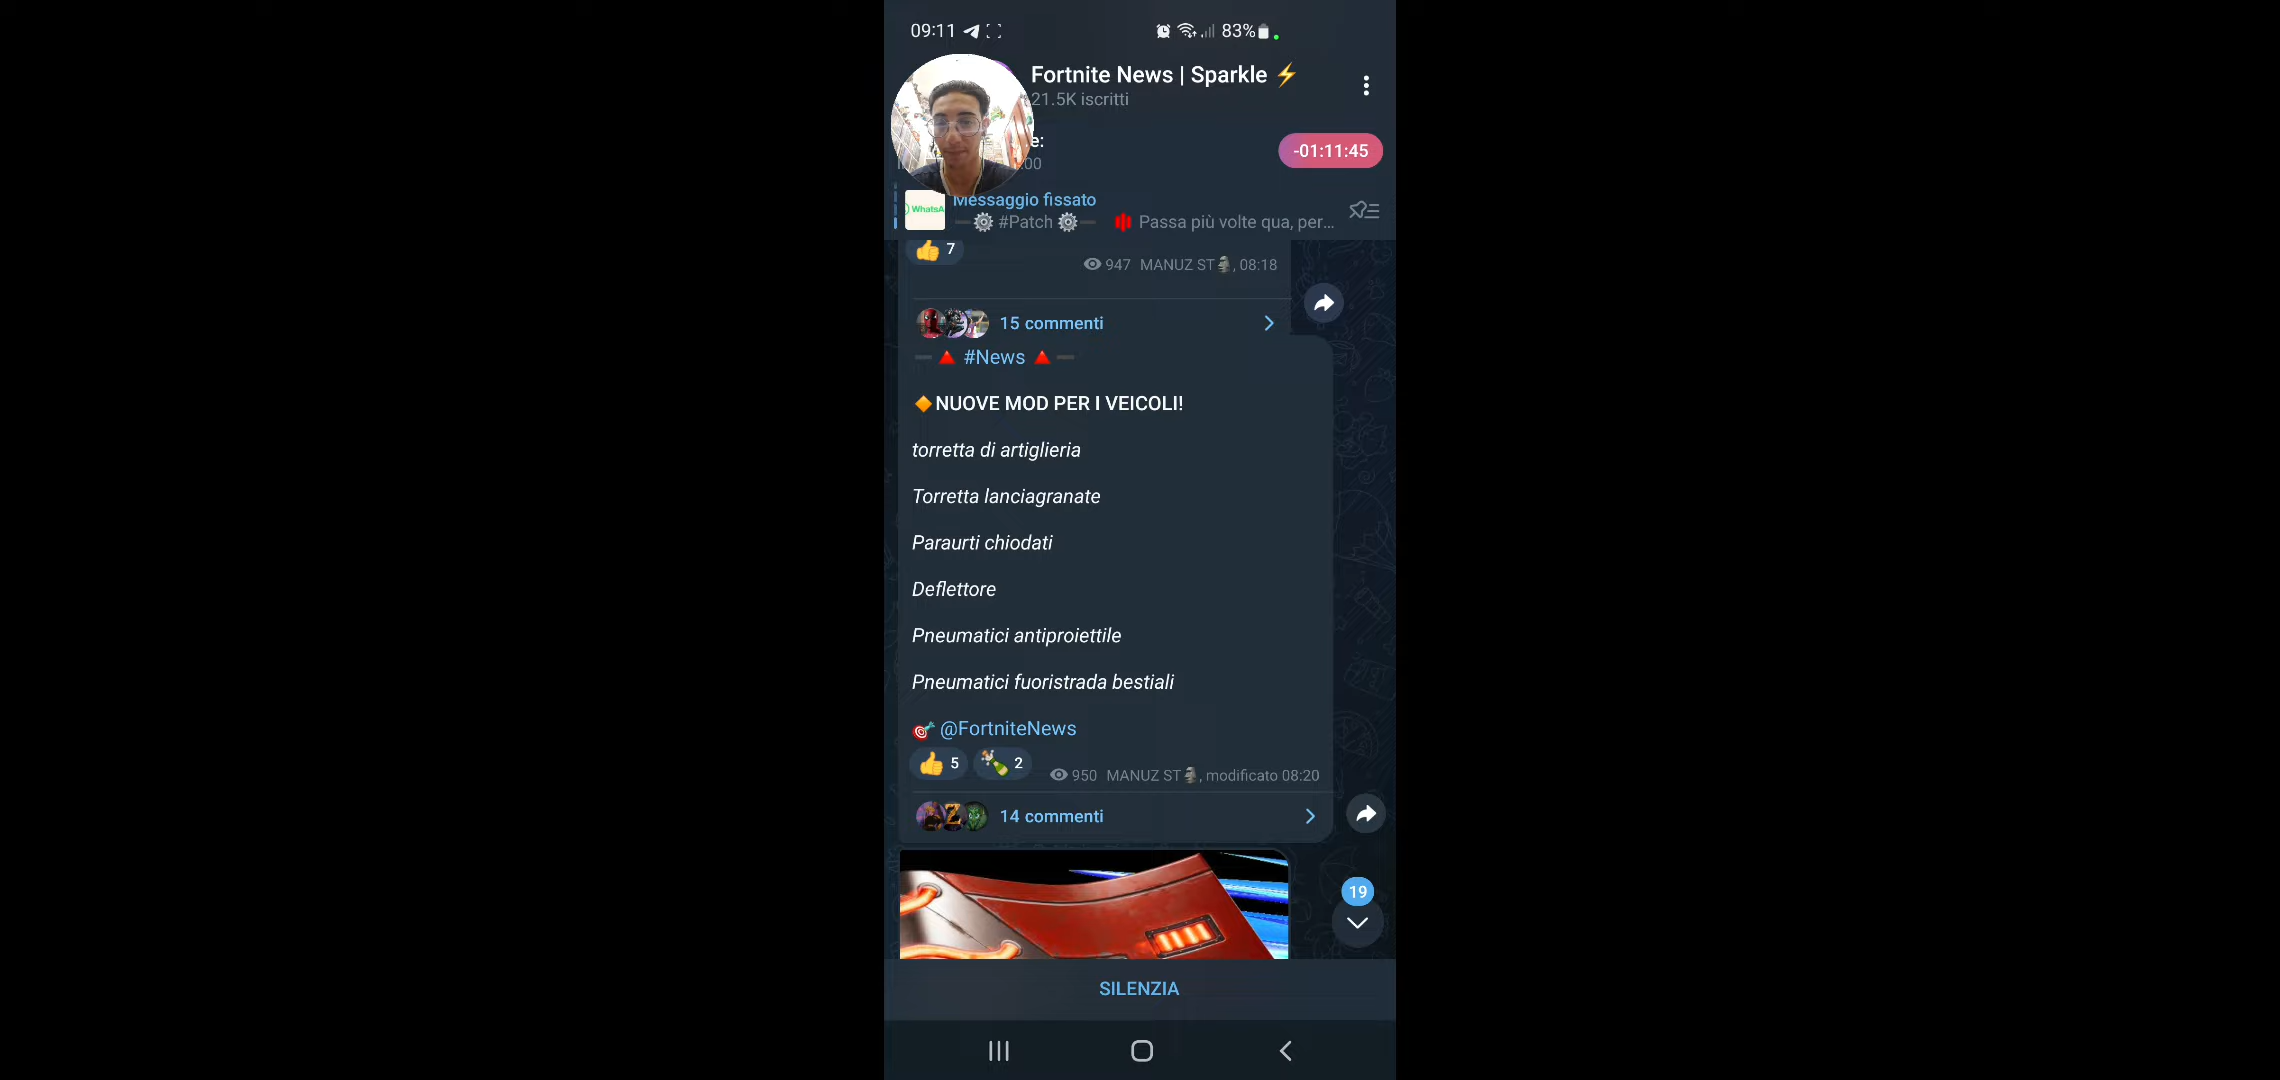 09:11 83%
Fortnite News | Sparkle ⚡
21.5K iscritti
e:
:00
-01:11:45
Messaggio fissato
WhatsA
#Patch Passa più volte qua, per...
👍 7
947 MANUZ ST🗿, 08:18
15 commenti
➖🔺 #News 🔺➖
🔶NUOVE MOD PER I VEICOLI!
torretta di artiglieria
Torretta lanciagranate
Paraurti chiodati
Deflettore
Pneumatici antiproiettile
Pneumatici fuoristrada bestiali
🎯 @FortniteNews
👍 5 🍾 2
950 MANUZ ST🗿, modificato 08:20
14 commenti
19
SILENZIA